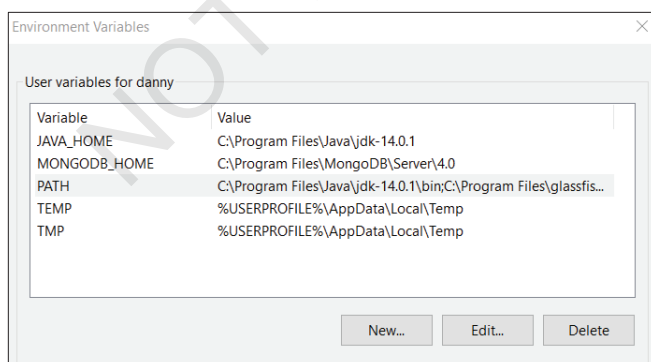 Environment Variables
NOT
User variables for danny
Variable Value
JAVA_HOME C:\Program Files\Java\jdk-14.0.1
MONGODB_HOME C:\Program Files\MongoDB\Server\4.0
PATH C:\Program Files\Java\jdk-14.0.1\bin;C:\Program Files\glassfis...
TEMP %USERPROFILE%\AppData\Local\Temp
TMP %USERPROFILE%\AppData\Local\Temp
New... Edit... Delete